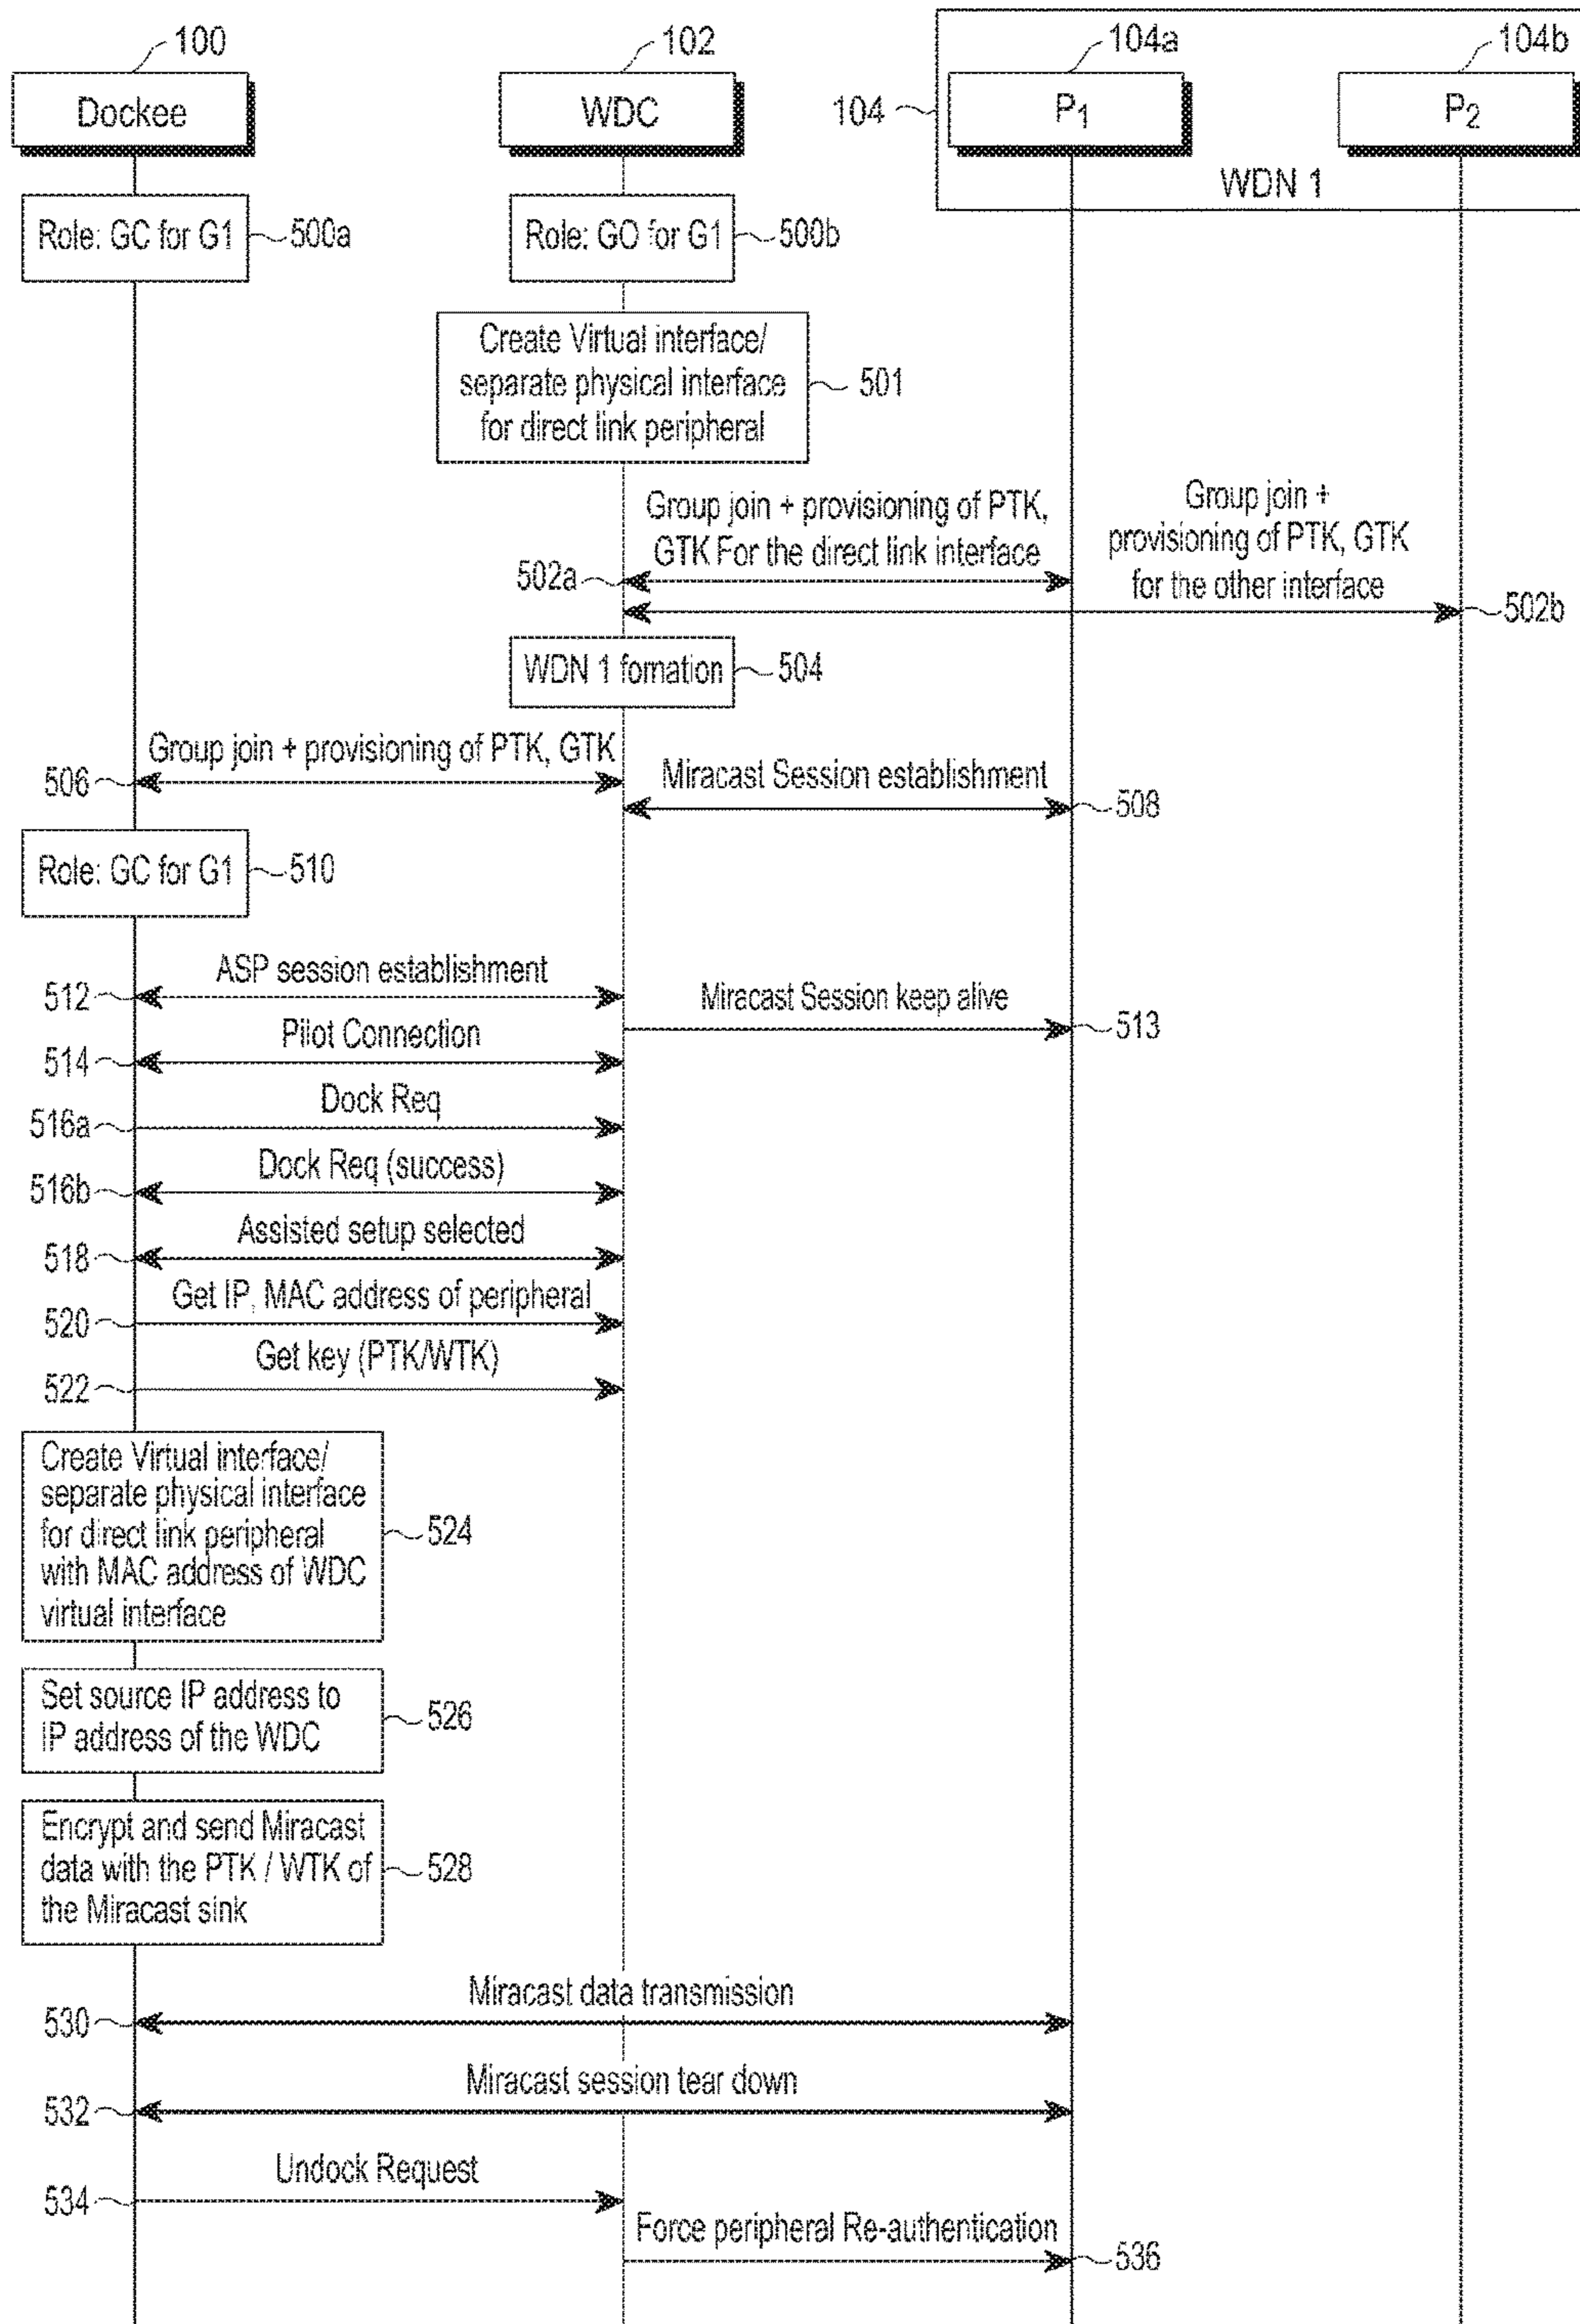 100
102
104a
104b
Dockee
WDC
104
P1
P2
WDN 1
Role: GC for G1
500a
Role: GO for G1
500b
Create Virtual interface/
separate physical interface
for direct link peripheral
501
Group join + provisioning of PTK,
GTK For the direct link interface
502a
Group join +
provisioning of PTK, GTK
for the other interface
502b
WDN 1 fornation
504
Group join + provisioning of PTK, GTK
506
Miracast Session establishment
508
Role: GC for G1
510
ASP session establishment
512
Miracast Session keep alive
513
Pilot Connection
514
Dock Req
516a
Dock Req (success)
516b
Assisted setup selected
518
Get IP, MAC address of peripheral
520
Get key (PTK/WTK)
522
Create Virtual interface/
separate physical interface
for direct link peripheral
with MAC address of WDC
virtual interface
524
Set source IP address to
IP address of the WDC
526
Encrypt and send Miracast
data with the PTK / WTK of
the Miracast sink
528
Miracast data transmission
530
Miracast session tear down
532
Undock Request
534
Force peripheral Re-authentication
536